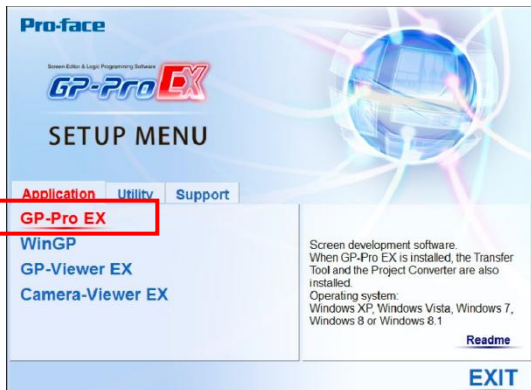 Pro-face
Screen Editor & Logic Programming Software
GP-Pro EX
SETUP MENU
Application Utility Support
GP-Pro EX
WinGP
GP-Viewer EX
Camera-Viewer EX
Screen development software.
When GP-Pro EX is installed, the Transfer
Tool and the Project Converter are also
installed.
Operating system:
Windows XP, Windows Vista, Windows 7,
Windows 8 or Windows 8.1
Readme
EXIT